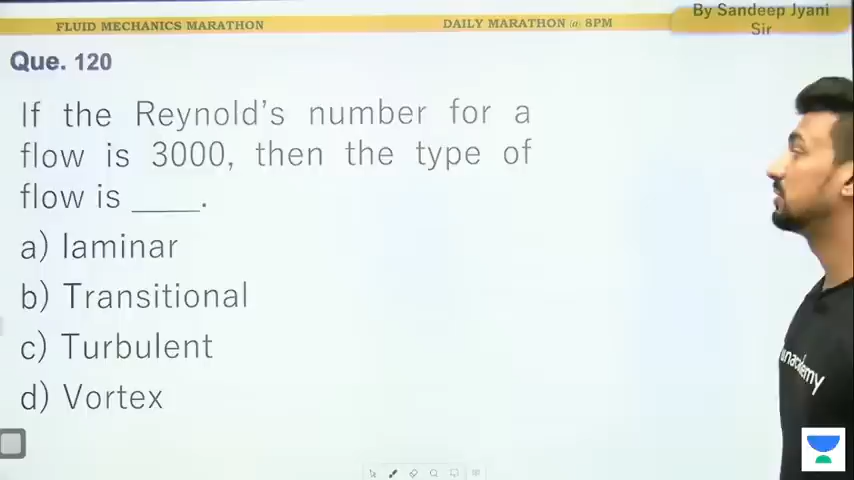 FLUID MECHANICS MARATHON
DAILY MARATHON @ 8PM
By Sandeep Jyani
Sir
Que. 120
If the Reynold's number for a
flow is 3000, then the type of
flow is ____.
a) laminar
b) Transitional
c) Turbulent
d) Vortex
unacademy